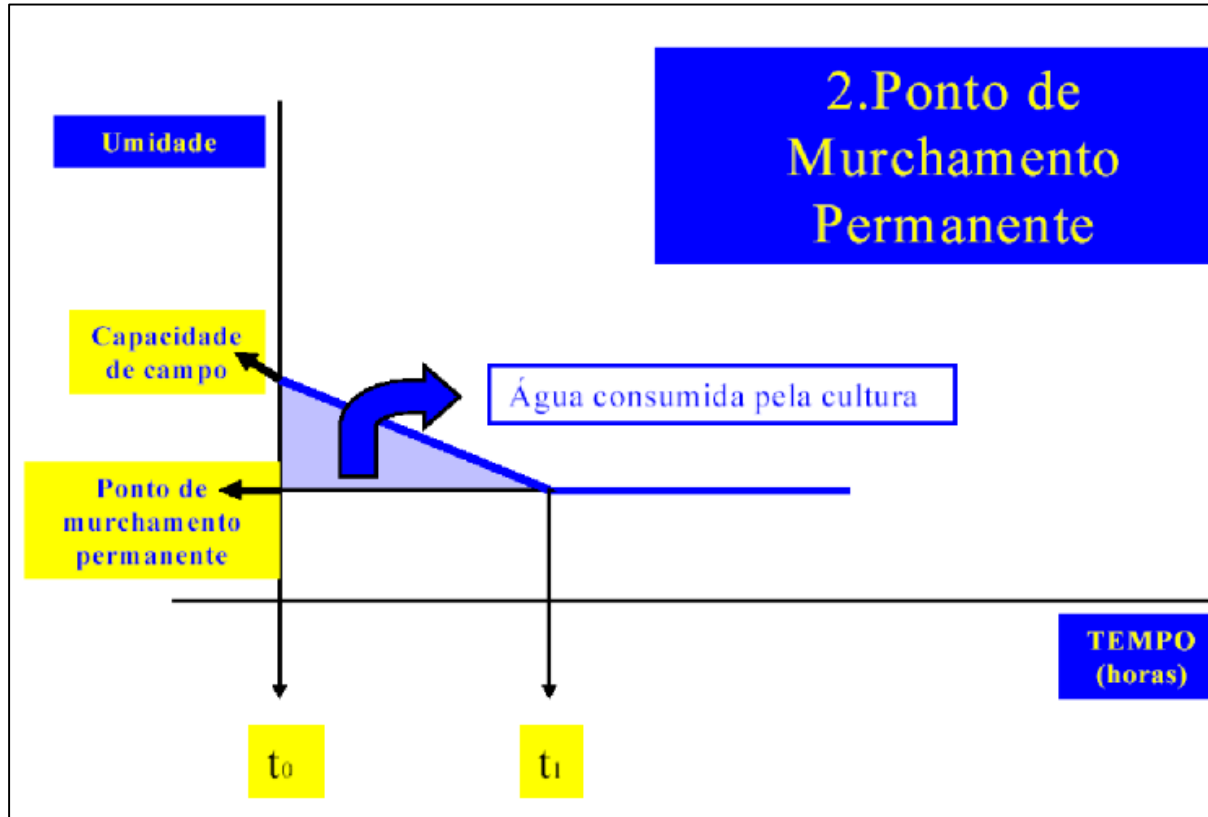 2.Ponto de
Murchamento
Permanente
Umidade
Capacidade
de campo
Água consumida pela cultura
Ponto de
murchamento
permanente
TEMPO
(horas)
t0
t1